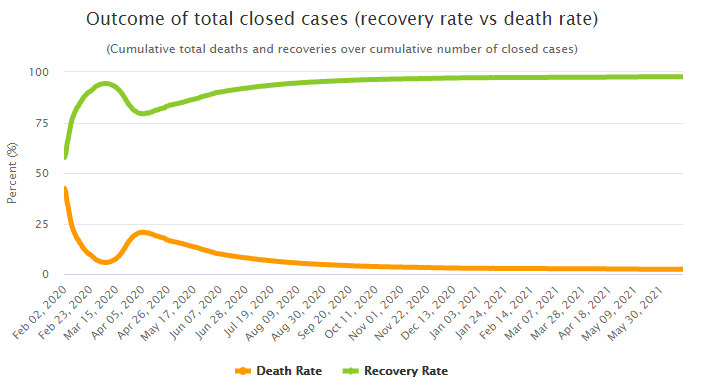 Outcome of total closed cases (recovery rate vs death rate)
(Cumulative total deaths and recoveries over cumulative number of closed cases)
Percent (%)
100
75
50
25
0
Feb 02, 2020
Feb 23, 2020
Mar 15, 2020
Apr 05, 2020
Apr 26, 2020
May 17, 2020
Jun 07, 2020
Jun 28, 2020
Jul 19, 2020
Aug 09, 2020
Aug 30, 2020
Sep 20, 2020
Oct 11, 2020
Nov 01, 2020
Nov 22, 2020
Dec 13, 2020
Jan 03, 2021
Jan 24, 2021
Feb 14, 2021
Mar 07, 2021
Mar 28, 2021
Apr 18, 2021
May 09, 2021
May 30, 2021
Death Rate
Recovery Rate